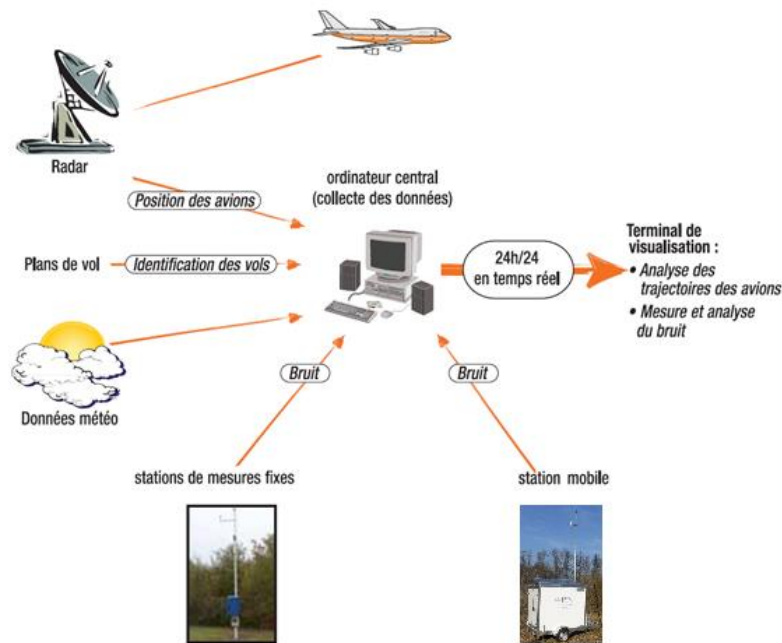 Radar
ordinateur central
(collecte des données)
Position des avions
Plans de vol
Identification des vols
24h/24
en temps réel
Terminal de
visualisation :
• Analyse des
trajectoires des avions
• Mesure et analyse
du bruit
Données météo
Bruit
Bruit
stations de mesures fixes
station mobile